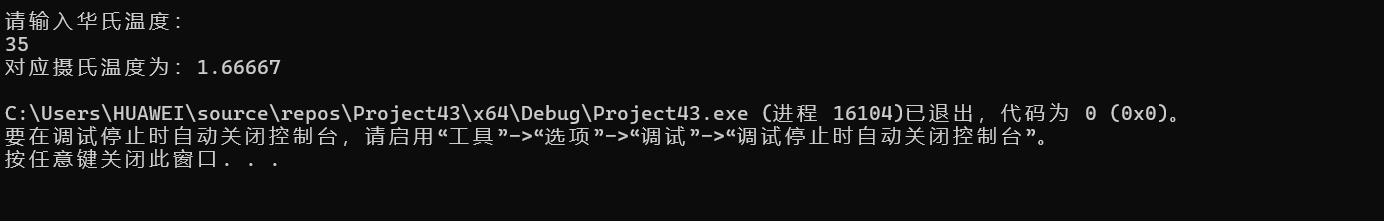 请输入华氏温度：
35
对应摄氏温度为：1.66667
C:\Users\HUAWEI\source\repos\Project43\x64\Debug\Project43.exe (进程 16104)已退出，代码为 0 (0x0)。
要在调试停止时自动关闭控制台，请启用“工具”->“选项”->“调试”->“调试停止时自动关闭控制台”。
按任意键关闭此窗口. . .